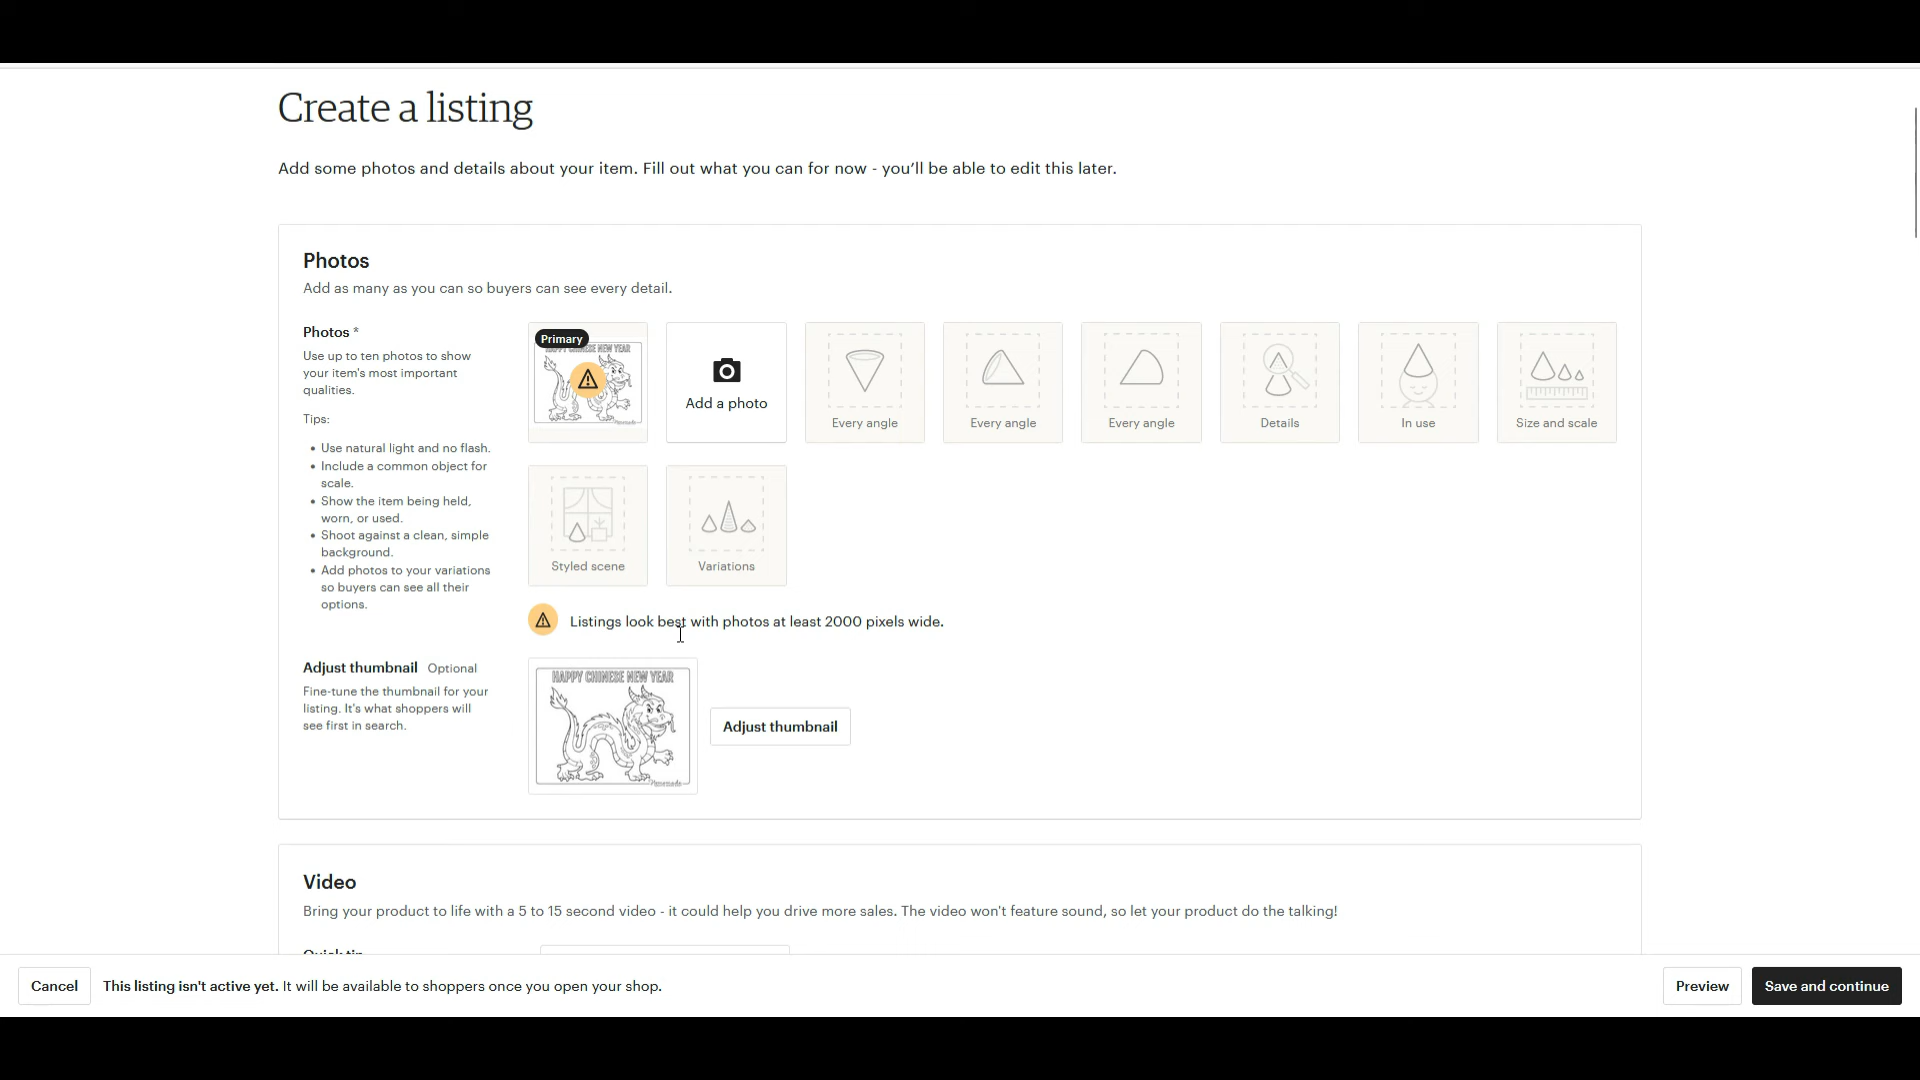 Create a listing
Add some photos and details about your item. Fill out what you can for now - you’ll be able to edit this later.
Photos
Add as many as you can so buyers can see every detail.
Photos *
Use up to ten photos to show
your item's most important
qualities.
Tips:
• Use natural light and no flash.
• Include a common object for
scale.
• Show the item being held,
worn, or used.
• Shoot against a clean, simple
background.
• Add photos to your variations
so buyers can see all their
options.
Primary
HAPPY CHINESE NEW YEAR
Add a photo
Every angle
Every angle
Every angle
Details
In use
Size and scale
Styled scene
Variations
Listings look best with photos at least 2000 pixels wide.
Adjust thumbnail Optional
Fine-tune the thumbnail for your
listing. It's what shoppers will
see first in search.
HAPPY CHINESE NEW YEAR
Adjust thumbnail
Video
Bring your product to life with a 5 to 15 second video - it could help you drive more sales. The video won't feature sound, so let your product do the talking!
Quick tip
Cancel
This listing isn't active yet. It will be available to shoppers once you open your shop.
Preview
Save and continue